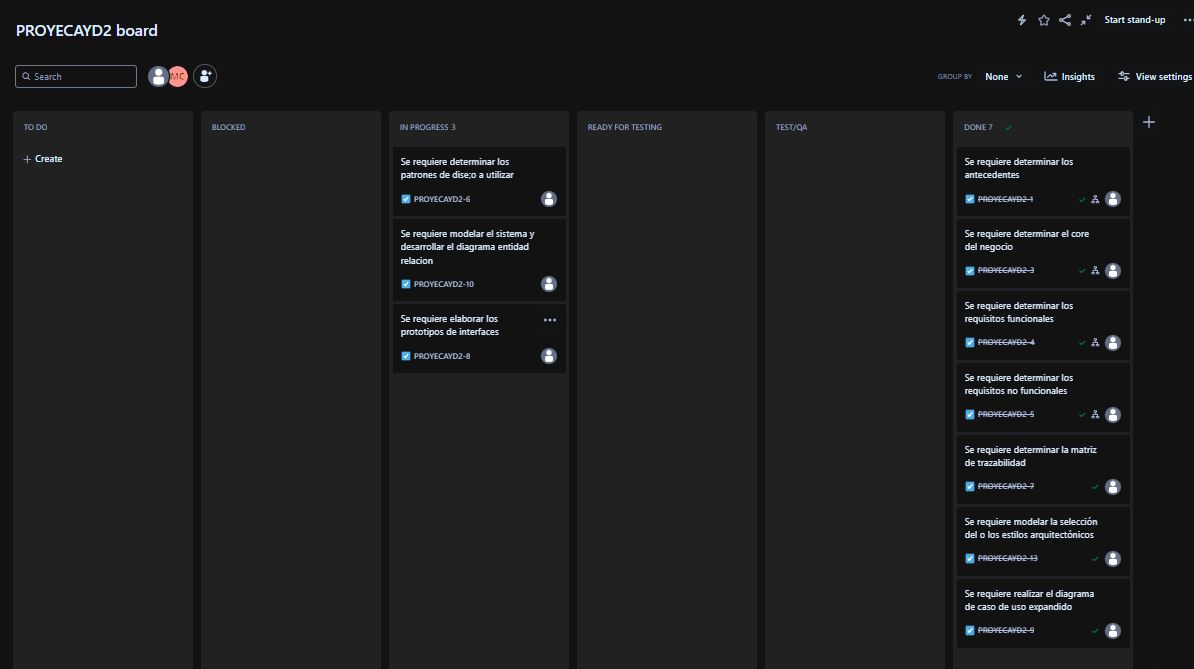 PROYECAYD2 board
Start stand-up
Search
MC
GROUP BY
None
Insights
View settings
TO DO
Create
BLOCKED
IN PROGRESS 3
Se requiere determinar los
patrones de dise;o a utilizar
PROYECAYD2-6
Se requiere modelar el sistema y
desarrollar el diagrama entidad
relacion
PROYECAYD2-10
Se requiere elaborar los
prototipos de interfaces
PROYECAYD2-8
READY FOR TESTING
TEST/QA
DONE 7
Se requiere determinar los
antecedentes
PROYECAYD2-1
Se requiere determinar el core
del negocio
PROYECAYD2-3
Se requiere determinar los
requisitos funcionales
PROYECAYD2-4
Se requiere determinar los
requisitos no funcionales
PROYECAYD2-5
Se requiere determinar la matriz
de trazabilidad
PROYECAYD2-7
Se requiere modelar la selección
del o los estilos arquitectónicos
PROYECAYD2-13
Se requiere realizar el diagrama
de caso de uso expandido
PROYECAYD2-9